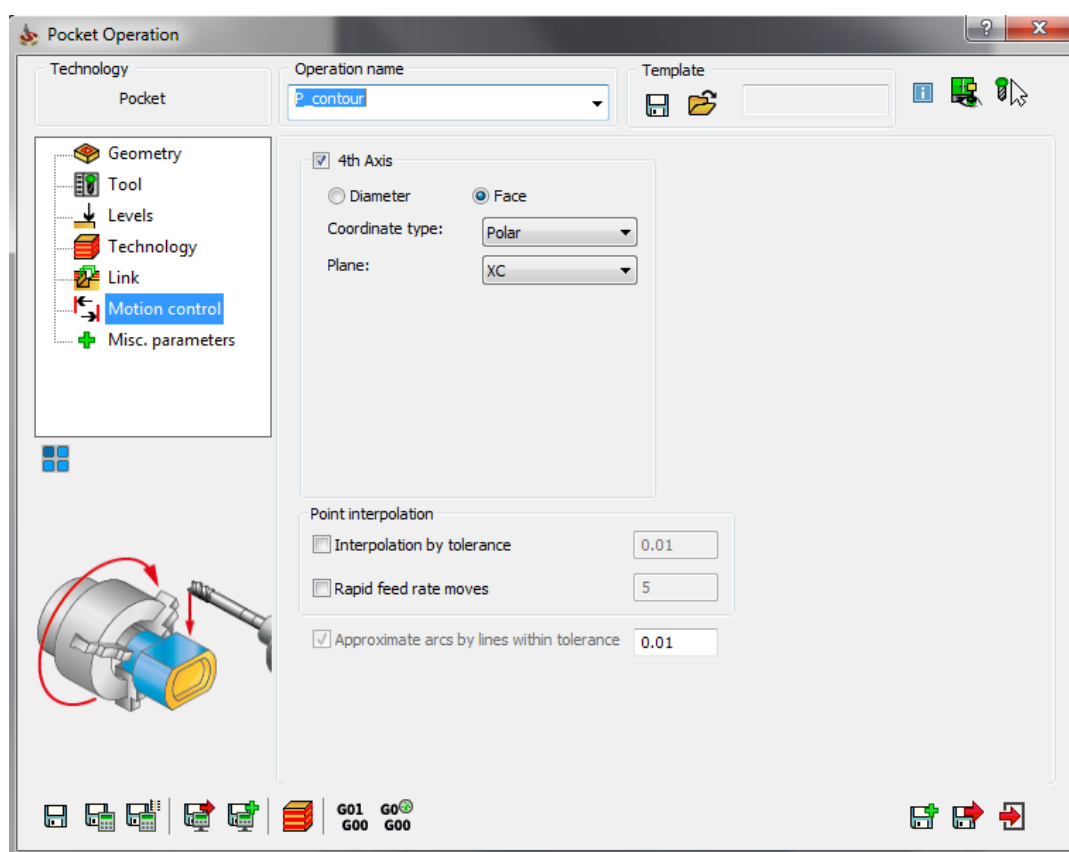 Pocket Operation
? x
Technology
Pocket
Operation name
P_contour
Template
i
Geometry
Tool
Levels
Technology
Link
Motion control
Misc. parameters
4th Axis
Diameter Face
Coordinate type: Polar
Plane: XC
Point interpolation
Interpolation by tolerance 0.01
Rapid feed rate moves 5
Approximate arcs by lines within tolerance 0.01
G01 G0
G00 G00